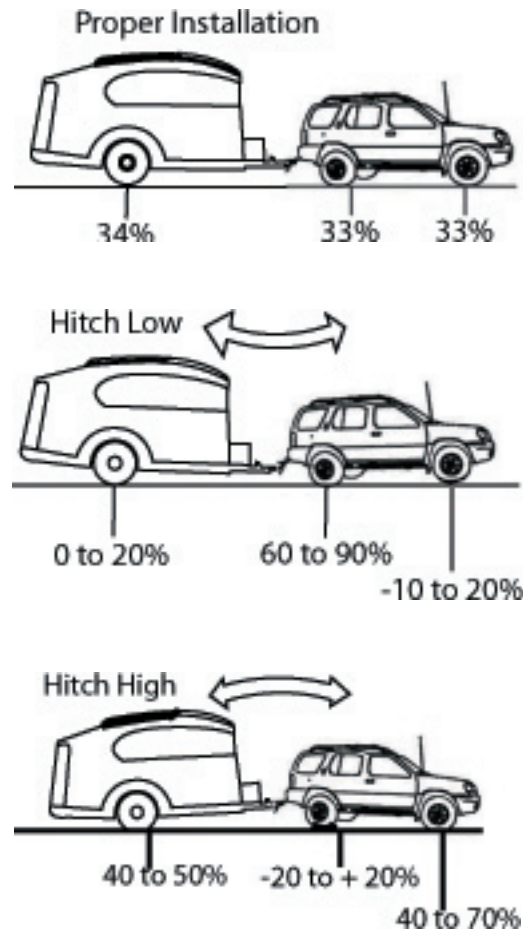 Proper Installation
34% 33% 33%
Hitch Low
0 to 20% 60 to 90%
-10 to 20%
Hitch High
40 to 50% -20 to + 20%
40 to 70%